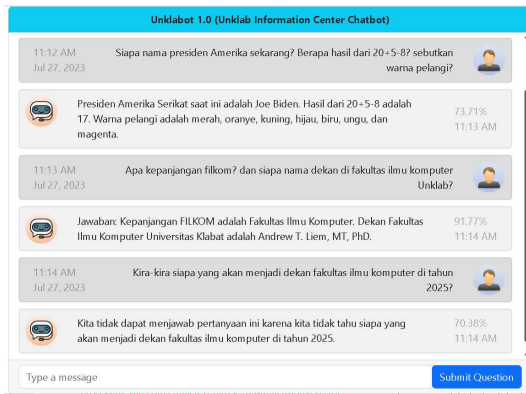 Unklabot 1.0 (Unklab Information Center Chatbot)
11:12 AM
Jul 27, 2023
Siapa nama presiden Amerika sekarang? Berapa hasil dari 20+5-8? sebutkan
warna pelangi?
Presiden Amerika Serikat saat ini adalah Joe Biden. Hasil dari 20+5-8 adalah
17. Warna pelangi adalah merah, oranye, kuning, hijau, biru, ungu, dan
magenta.
73.71%
11:13 AM
11:13 AM
Jul 27, 2023
Apa kepanjangan filkom? dan siapa nama dekan di fakultas ilmu komputer
Unklab?
Jawaban: Kepanjangan FILKOM adalah Fakultas Ilmu Komputer. Dekan Fakultas
Ilmu Komputer Universitas Klabat adalah Andrew T. Liem, MT, PhD.
91.77%
11:14 AM
11:14 AM
Jul 27, 2023
Kira-kira siapa yang akan menjadi dekan fakultas ilmu komputer di tahun
2025?
Kita tidak dapat menjawab pertanyaan ini karena kita tidak tahu siapa yang
akan menjadi dekan fakultas ilmu komputer di tahun 2025.
70.38%
11:14 AM
Type a message
Submit Question